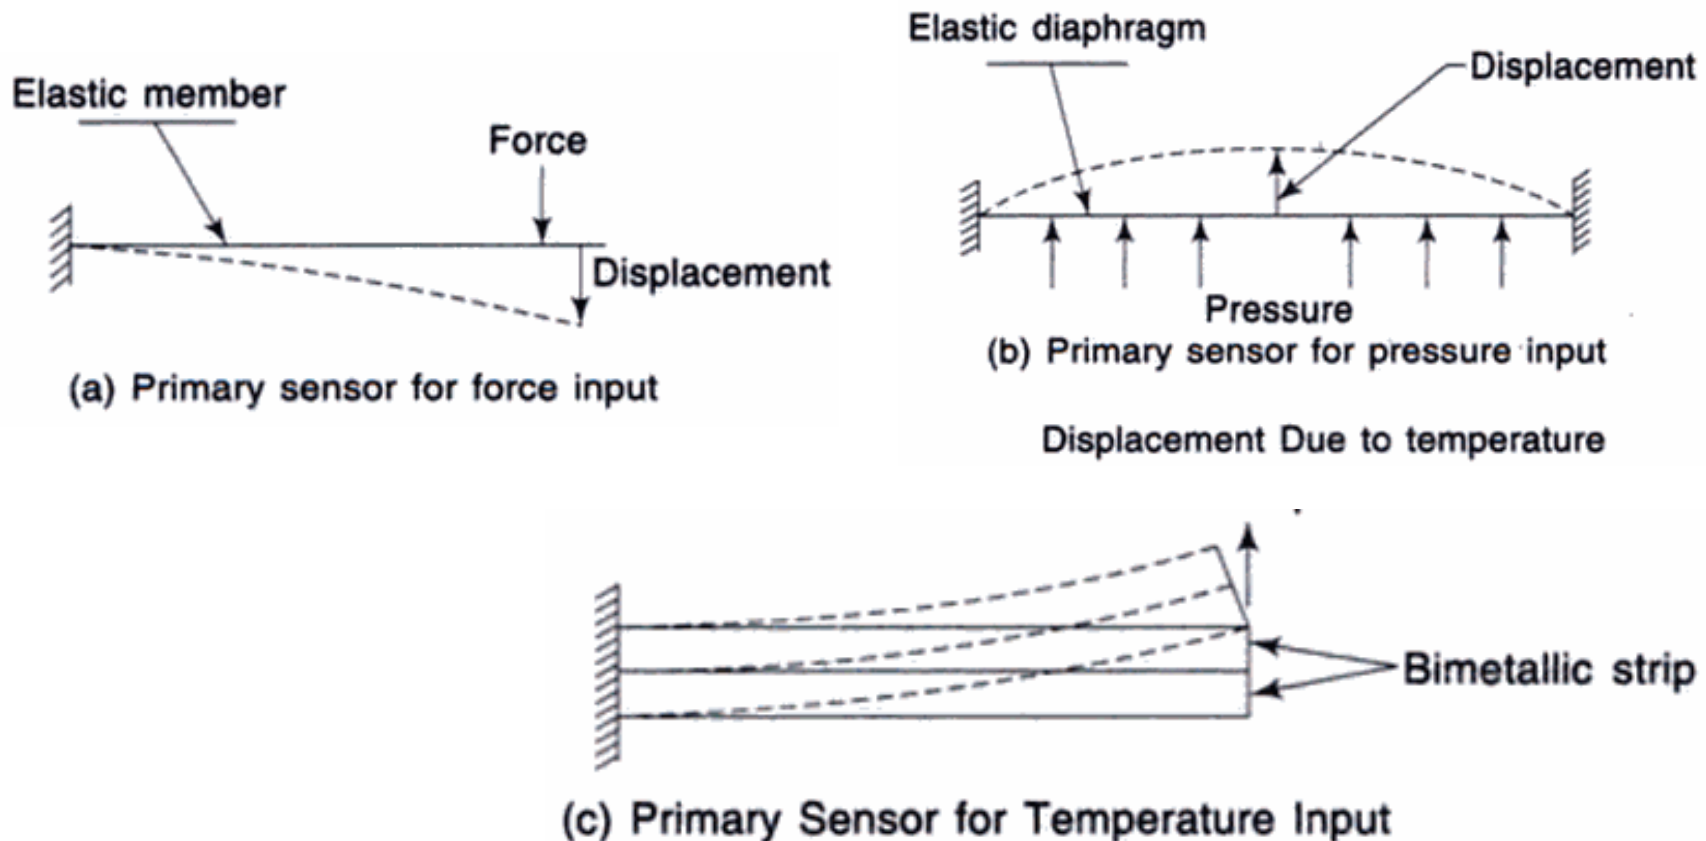 Elastic member
Force
Displacement
(a) Primary sensor for force input
Elastic diaphragm
Displacement
Pressure
(b) Primary sensor for pressure input
Displacement Due to temperature
Bimetallic strip
(c) Primary Sensor for Temperature Input